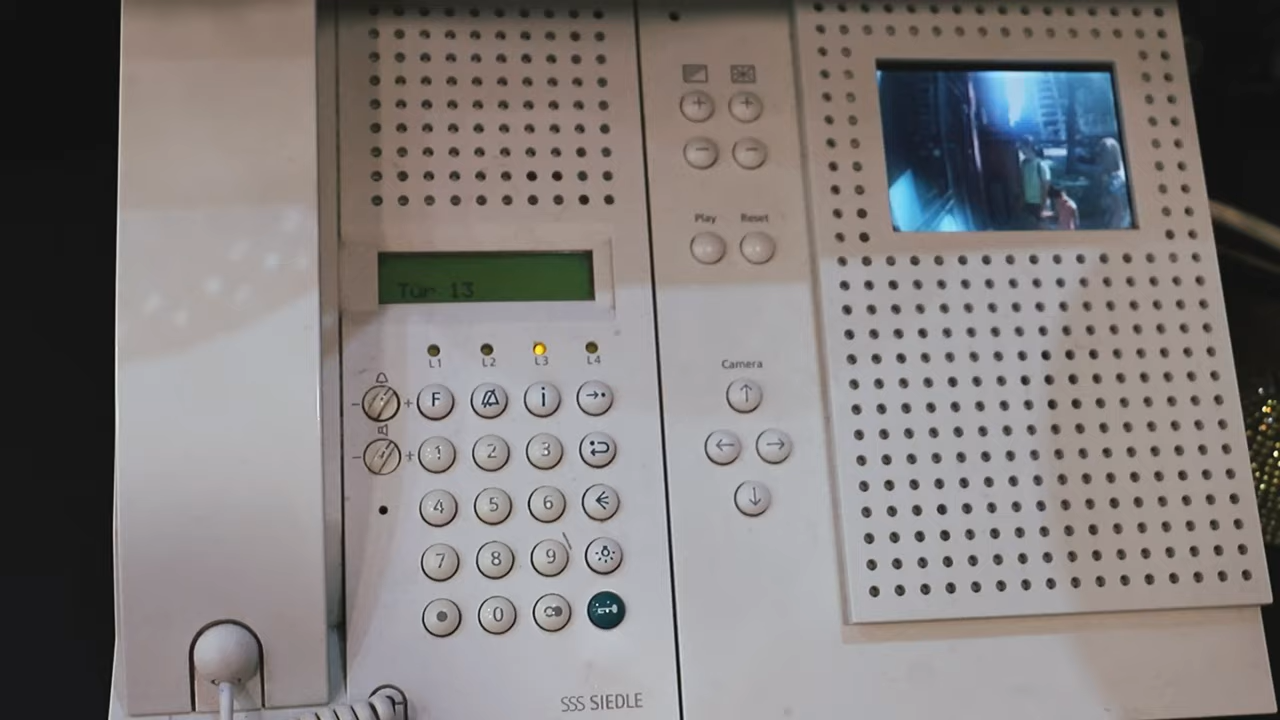 Play Reset
Tür 13
L1 L2 L3 L4
Camera
- + F i
- + 1 2 3
4 5 6
7 8 9
0
SSS SIEDLE